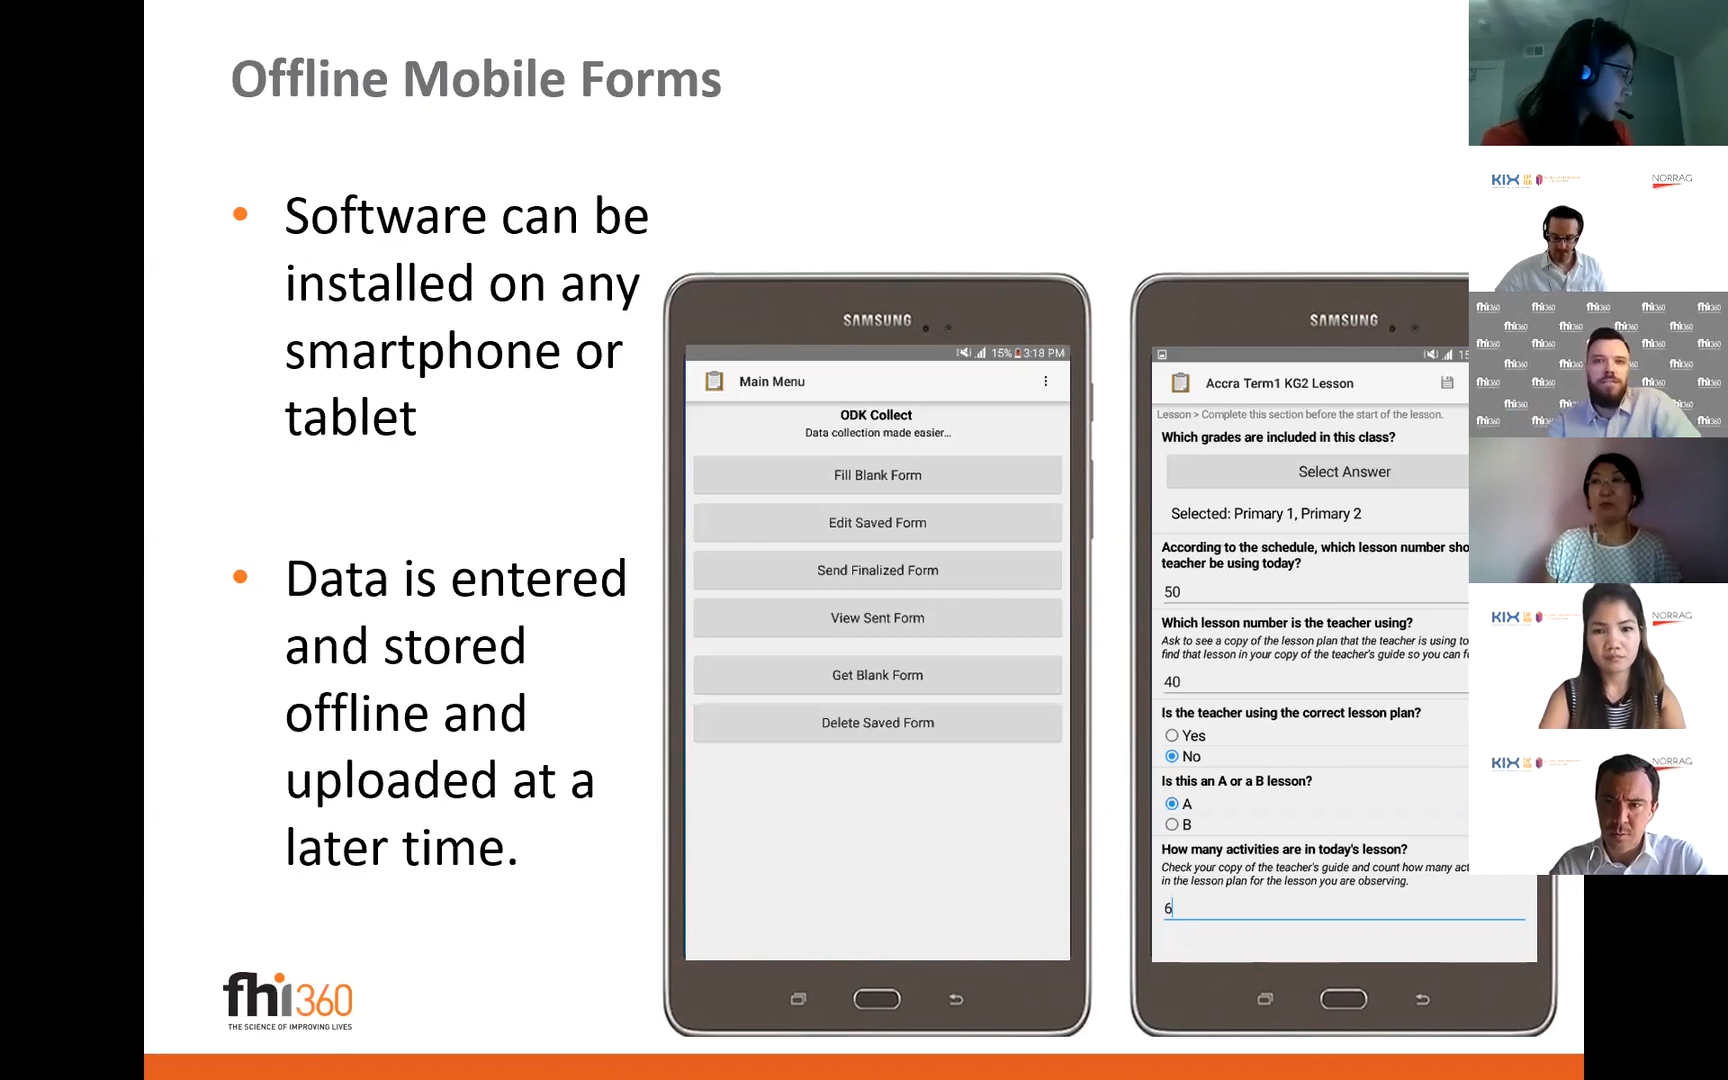 Offline Mobile Forms
• Software can be
installed on any
smartphone or
tablet
• Data is entered
and stored
offline and
uploaded at a
later time.
fhi360
THE SCIENCE OF IMPROVING LIVES
SAMSUNG
15% 3:18 PM
Main Menu
ODK Collect
Data collection made easier...
Fill Blank Form
Edit Saved Form
Send Finalized Form
View Sent Form
Get Blank Form
Delete Saved Form
SAMSUNG
15
Accra Term1 KG2 Lesson
Lesson > Complete this section before the start of the lesson.
Which grades are included in this class?
Select Answer
Selected: Primary 1, Primary 2
According to the schedule, which lesson number sho
teacher be using today?
50
Which lesson number is the teacher using?
Ask to see a copy of the lesson plan that the teacher is using to
find that lesson in your copy of the teacher's guide so you can f
40
Is the teacher using the correct lesson plan?
Yes
No
Is this an A or a B lesson?
A
B
How many activities are in today's lesson?
Check your copy of the teacher's guide and count how many act
in the lesson plan for the lesson you are observing.
6
KIX NORRAG
fhi360
KIX NORRAG
KIX NORRAG